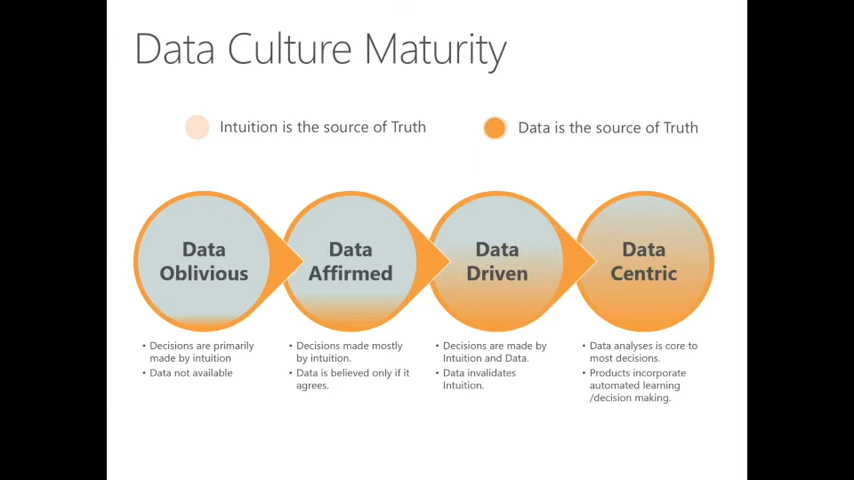 Data Culture Maturity
Intuition is the source of Truth
Data is the source of Truth
Data
Oblivious
Data
Affirmed
Data
Driven
Data
Centric
• Decisions are primarily
made by intuition
• Data not available
• Decisions made mostly
by intuition.
• Data is believed only if it
agrees.
• Decisions are made by
Intuition and Data.
• Data invalidates
Intuition.
• Data analyses is core to
most decisions.
• Products incorporate
automated learning
/decision making.